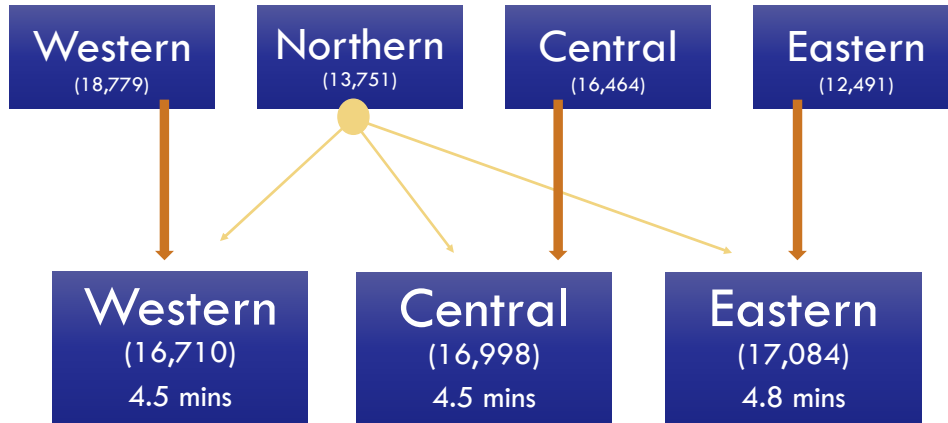 Western
(18,779)
Northern
(13,751)
Central
(16,464)
Eastern
(12,491)
Western
(16,710)
4.5 mins
Central
(16,998)
4.5 mins
Eastern
(17,084)
4.8 mins